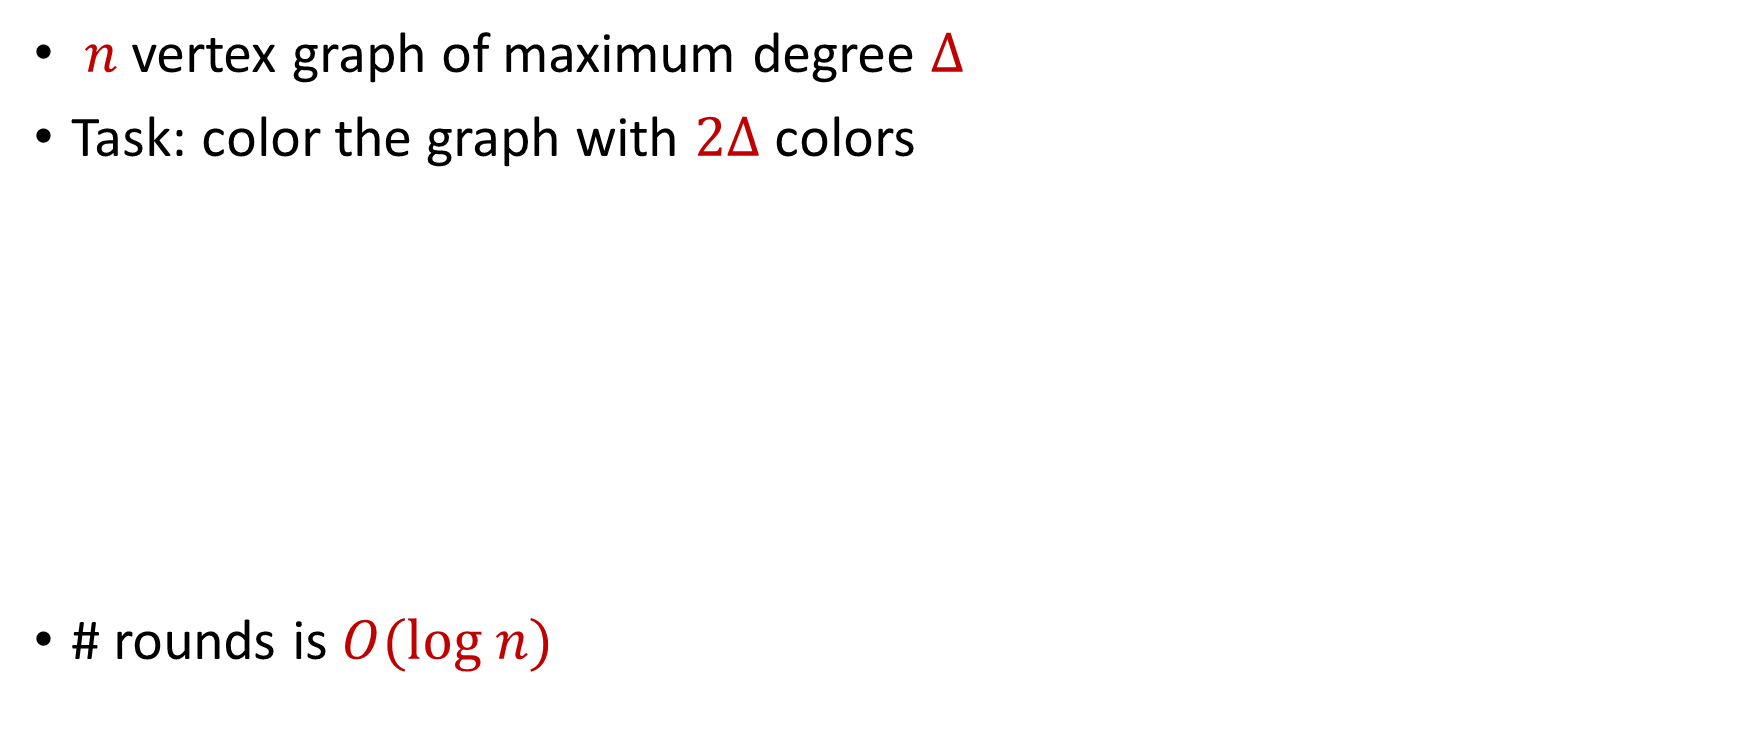 • n vertex graph of maximum degree Δ
• Task: color the graph with 2Δ colors
• # rounds is O(log n)